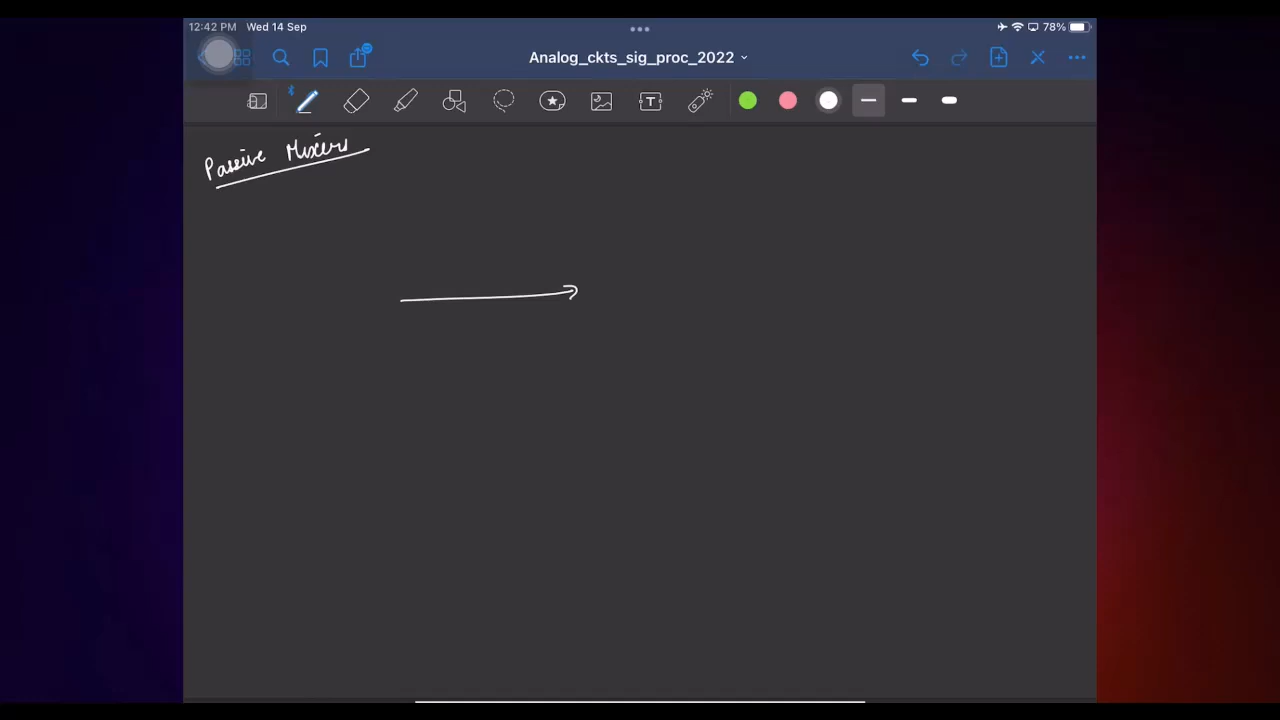 12:42 PM Wed 14 Sep
78%
Analog_ckts_sig_proc_2022
T
Passive Mixers